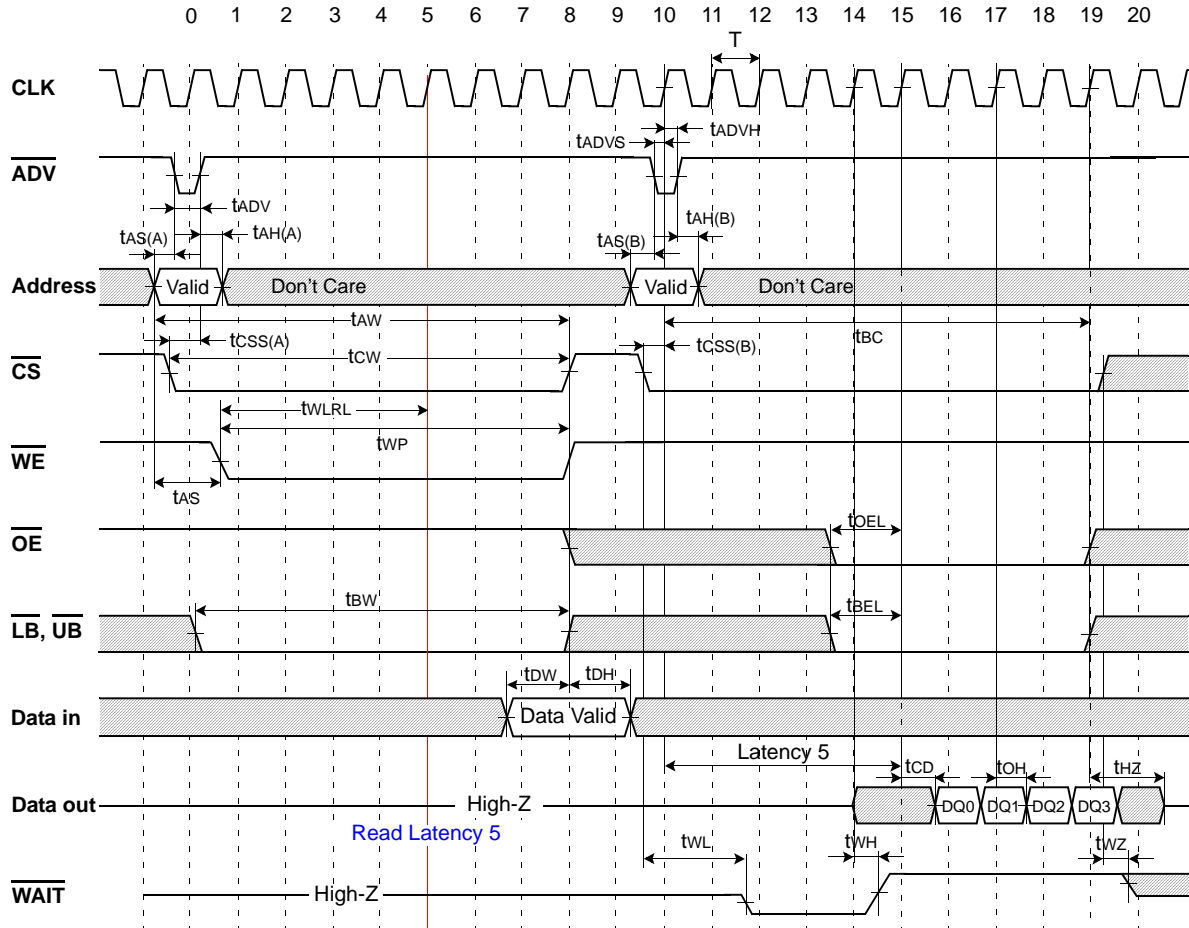 0 1 2 3 4 5 6 7 8 9 10 11 12 13 14 15 16 17 18 19 20
T
CLK
tADVH
tADVS
ADV
tADV
tAH(B)
tAS(A) tAH(A) tAS(B)
Address Valid Don't Care Valid Don't Care
tAW
tCSS(A) tCW tCSS(B) tBC
CS
tWLRL
tWP
WE
tAS
OE tOEL
tBW tBEL
LB, UB
tDW tDH
Data in Data Valid
Latency 5
tCD tOH tHZ
Data out High-Z DQ0 DQ1 DQ2 DQ3
Read Latency 5
tWL tWH tWZ
WAIT High-Z